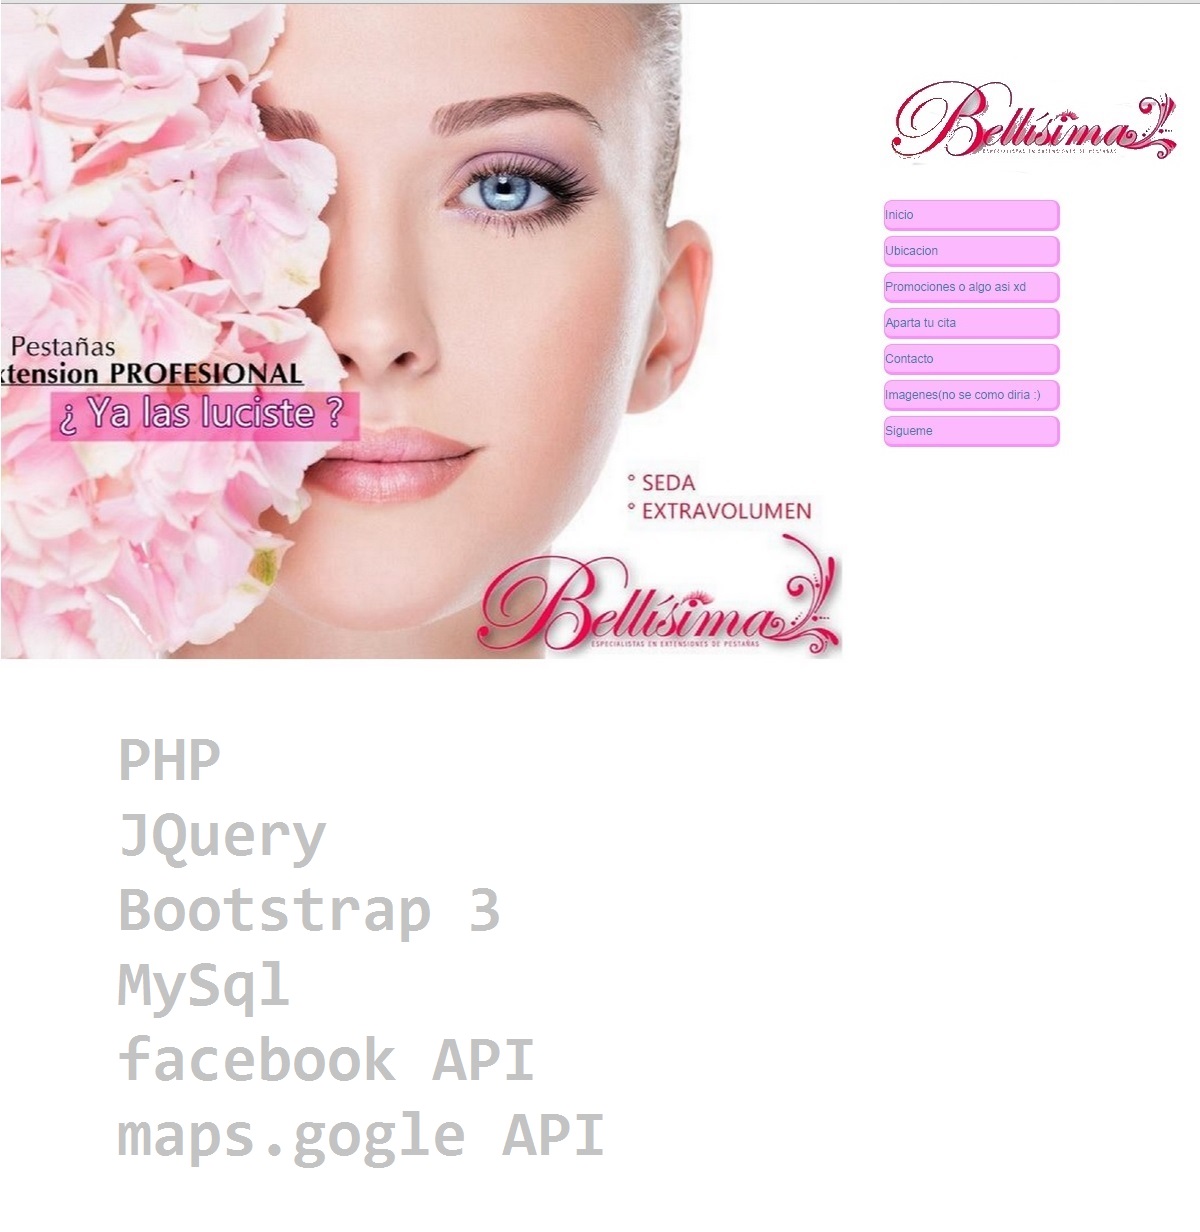 Bellísima
ESPECIALISTAS EN EXTENSIONES DE PESTAÑAS
Inicio
Ubicacion
Promociones o algo asi xd
Aparta tu cita
Contacto
Imagenes(no se como diria :)
Sigueme
Pestañas
xtension PROFESIONAL
¿ Ya las luciste ?
° SEDA
° EXTRAVOLUMEN
Bellísima
ESPECIALISTAS EN EXTENSIONES DE PESTAÑAS
PHP
JQuery
Bootstrap 3
MySql
facebook API
maps.gogle API